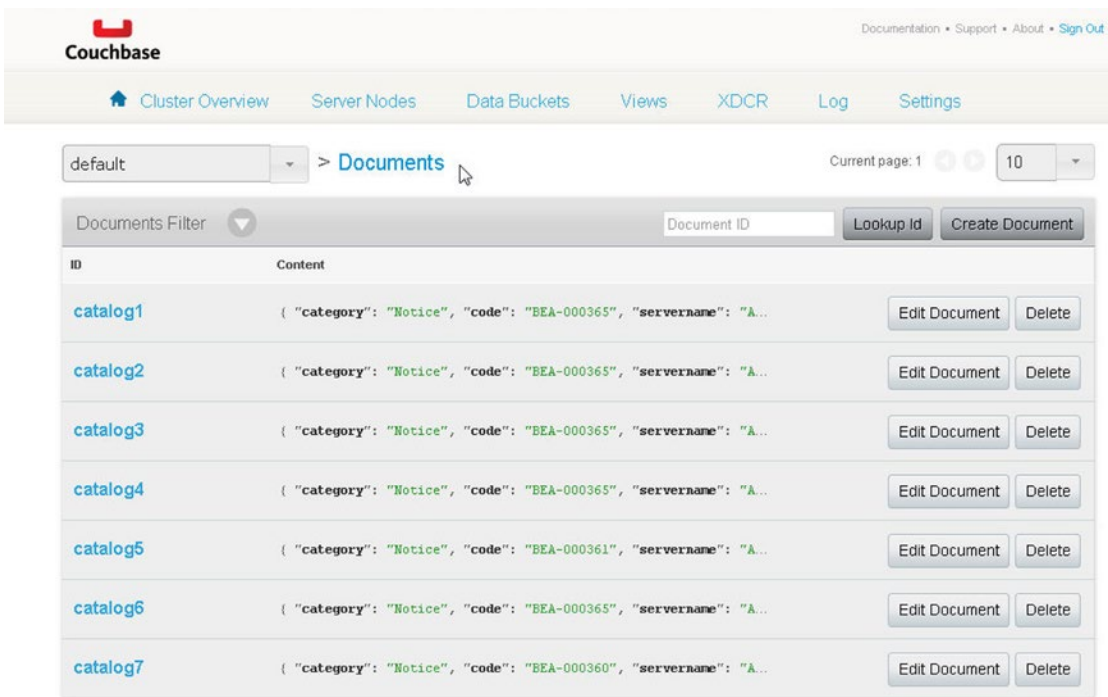 Couchbase
Documentation • Support • About • Sign Out
Cluster Overview Server Nodes Data Buckets Views XDCR Log Settings
default > Documents Current page: 1 10
Documents Filter Document ID Lookup Id Create Document
ID Content
catalog1 { "category": "Notice", "code": "BEA-000365", "servername": "A... Edit Document Delete
catalog2 { "category": "Notice", "code": "BEA-000365", "servername": "A... Edit Document Delete
catalog3 { "category": "Notice", "code": "BEA-000365", "servername": "A... Edit Document Delete
catalog4 { "category": "Notice", "code": "BEA-000365", "servername": "A... Edit Document Delete
catalog5 { "category": "Notice", "code": "BEA-000361", "servername": "A... Edit Document Delete
catalog6 { "category": "Notice", "code": "BEA-000365", "servername": "A... Edit Document Delete
catalog7 { "category": "Notice", "code": "BEA-000360", "servername": "A... Edit Document Delete